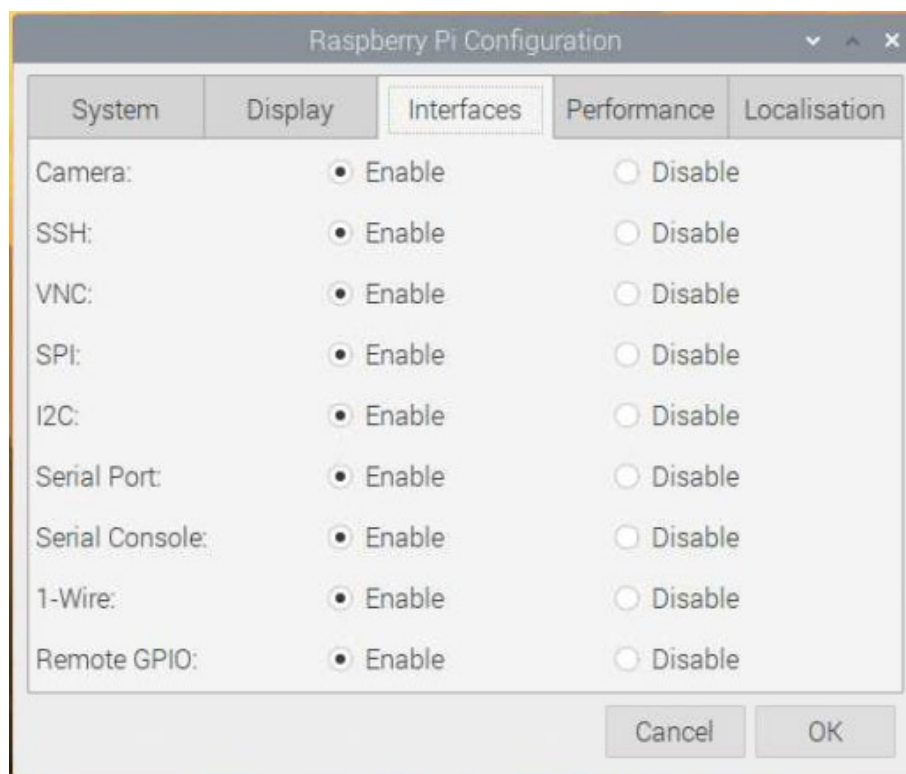 Raspberry Pi Configuration
System Display Interfaces Performance Localisation
Camera: Enable Disable
SSH: Enable Disable
VNC: Enable Disable
SPI: Enable Disable
I2C: Enable Disable
Serial Port: Enable Disable
Serial Console: Enable Disable
1-Wire: Enable Disable
Remote GPIO: Enable Disable
Cancel OK